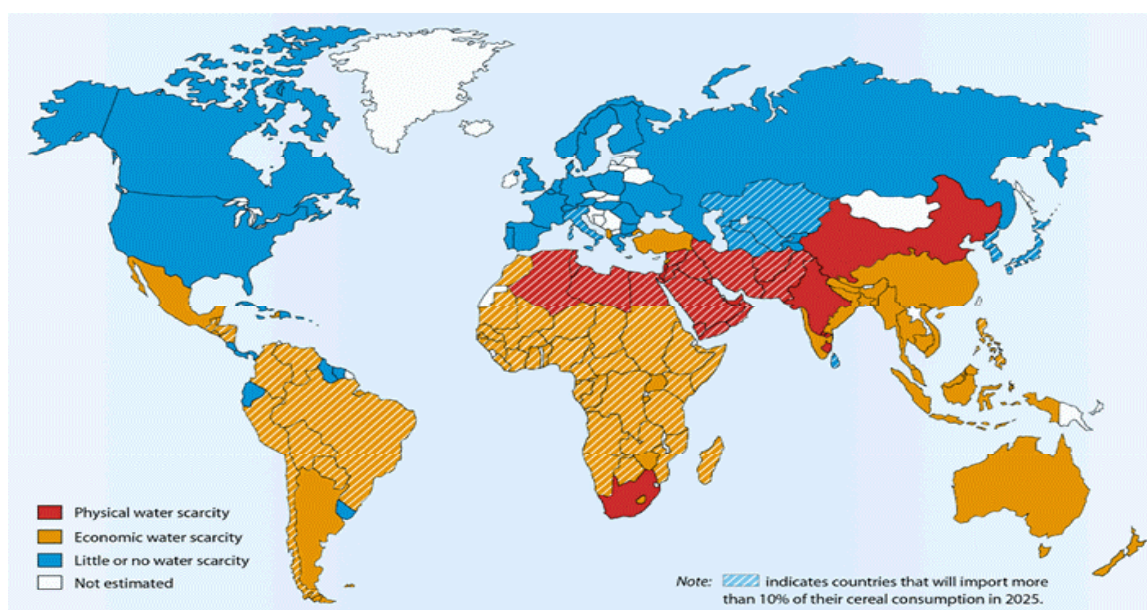 Physical water scarcity
Economic water scarcity
Little or no water scarcity
Not estimated
Note: indicates countries that will import more
than 10% of their cereal consumption in 2025.